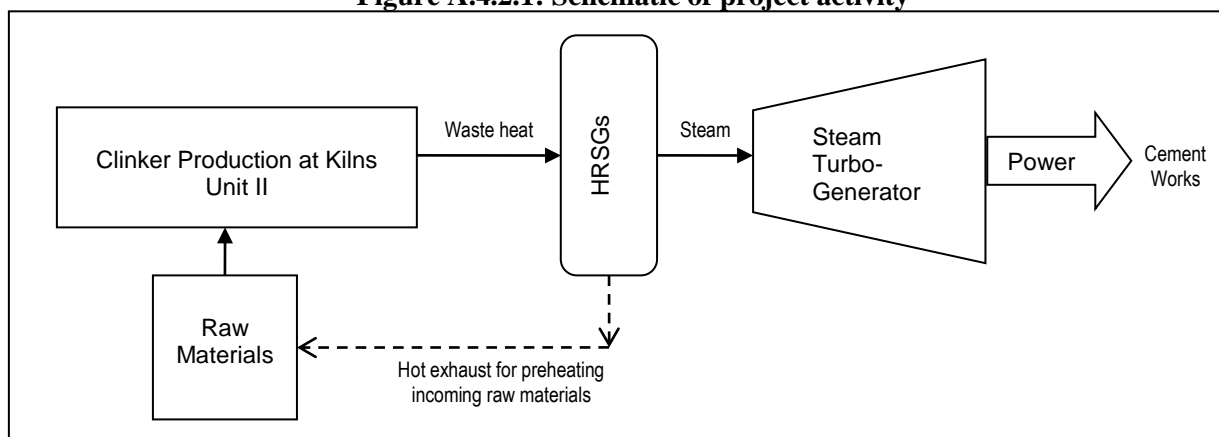 Figure A.4.2.1: Schematic of project activity
Clinker Production at Kilns
Unit II
Waste heat
HRSGs
Steam
Steam
Turbo-
Generator
Power
Cement
Works
Raw
Materials
Hot exhaust for preheating
incoming raw materials